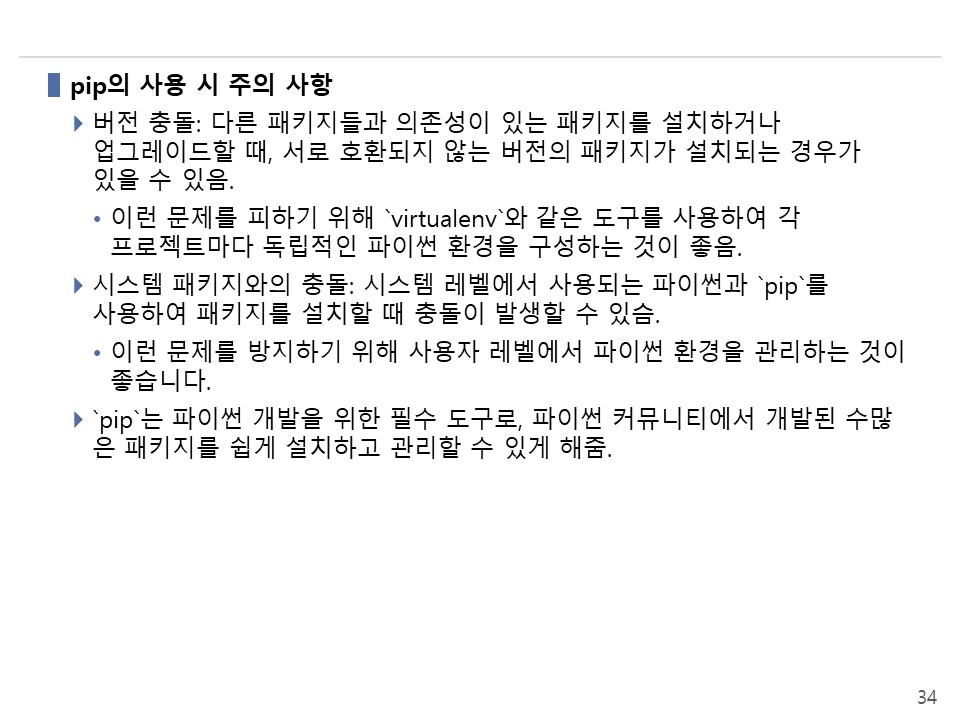 pip의 사용 시 주의 사항
버전 충돌: 다른 패키지들과 의존성이 있는 패키지를 설치하거나
업그레이드할 때, 서로 호환되지 않는 버전의 패키지가 설치되는 경우가
있을 수 있음.
• 이런 문제를 피하기 위해 `virtualenv`와 같은 도구를 사용하여 각
프로젝트마다 독립적인 파이썬 환경을 구성하는 것이 좋음.
시스템 패키지와의 충돌: 시스템 레벨에서 사용되는 파이썬과 `pip`를
사용하여 패키지를 설치할 때 충돌이 발생할 수 있슴.
• 이런 문제를 방지하기 위해 사용자 레벨에서 파이썬 환경을 관리하는 것이
좋습니다.
`pip`는 파이썬 개발을 위한 필수 도구로, 파이썬 커뮤니티에서 개발된 수많
은 패키지를 쉽게 설치하고 관리할 수 있게 해줌.
34